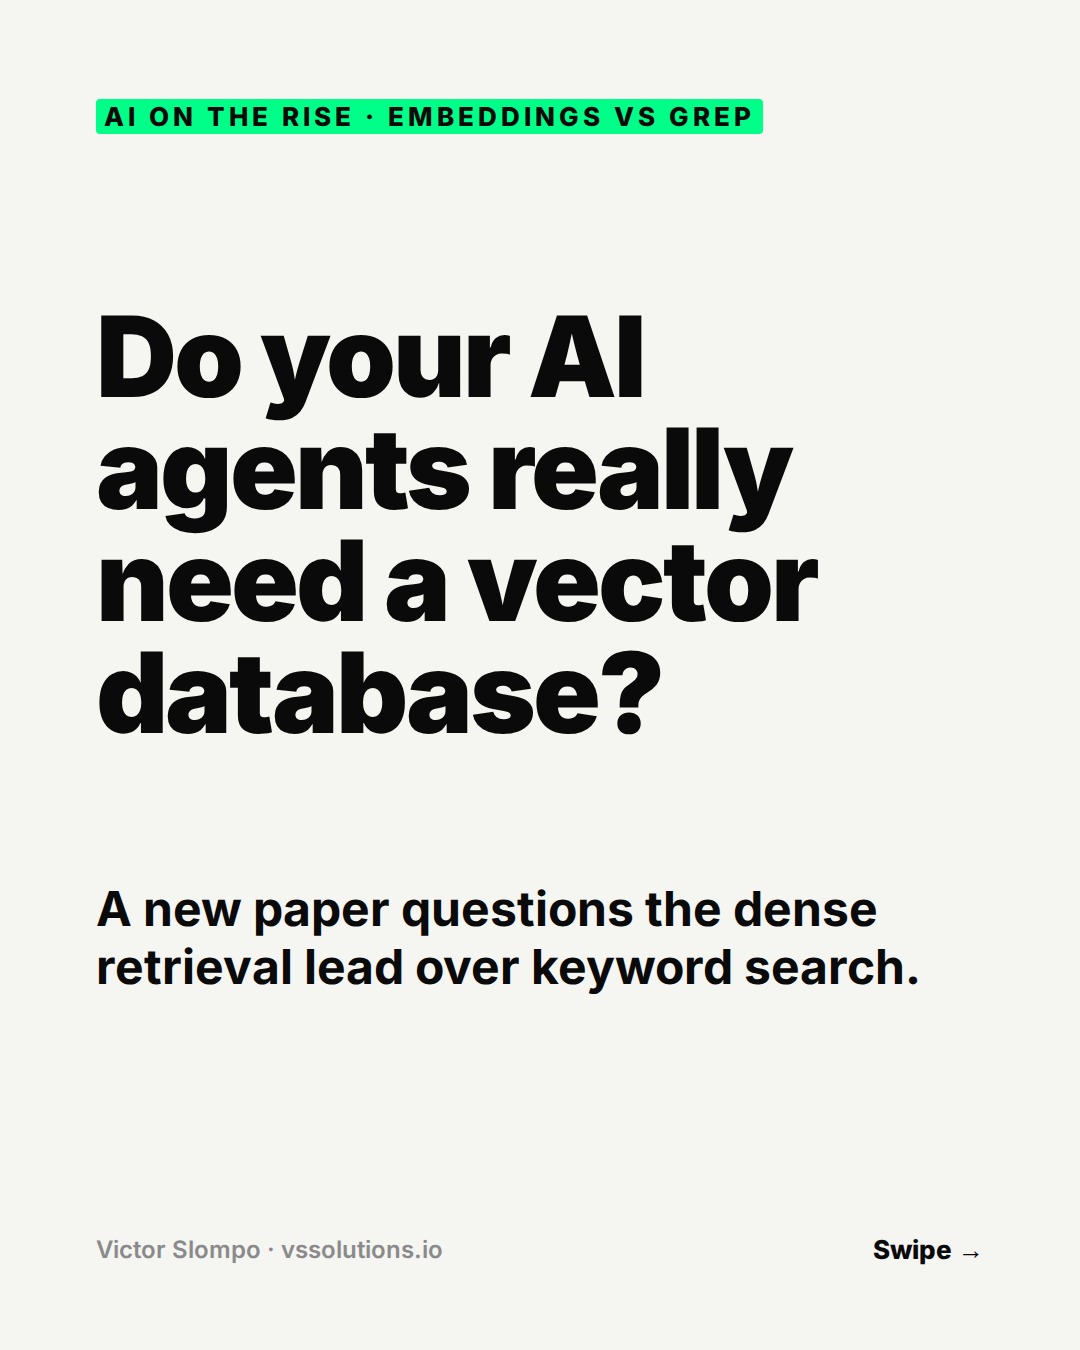 AI ON THE RISE · EMBEDDINGS VS GREP
Do your AI
agents really
need a vector
database?
A new paper questions the dense
retrieval lead over keyword search.
Victor Slompo · vssolutions.io
Swipe →